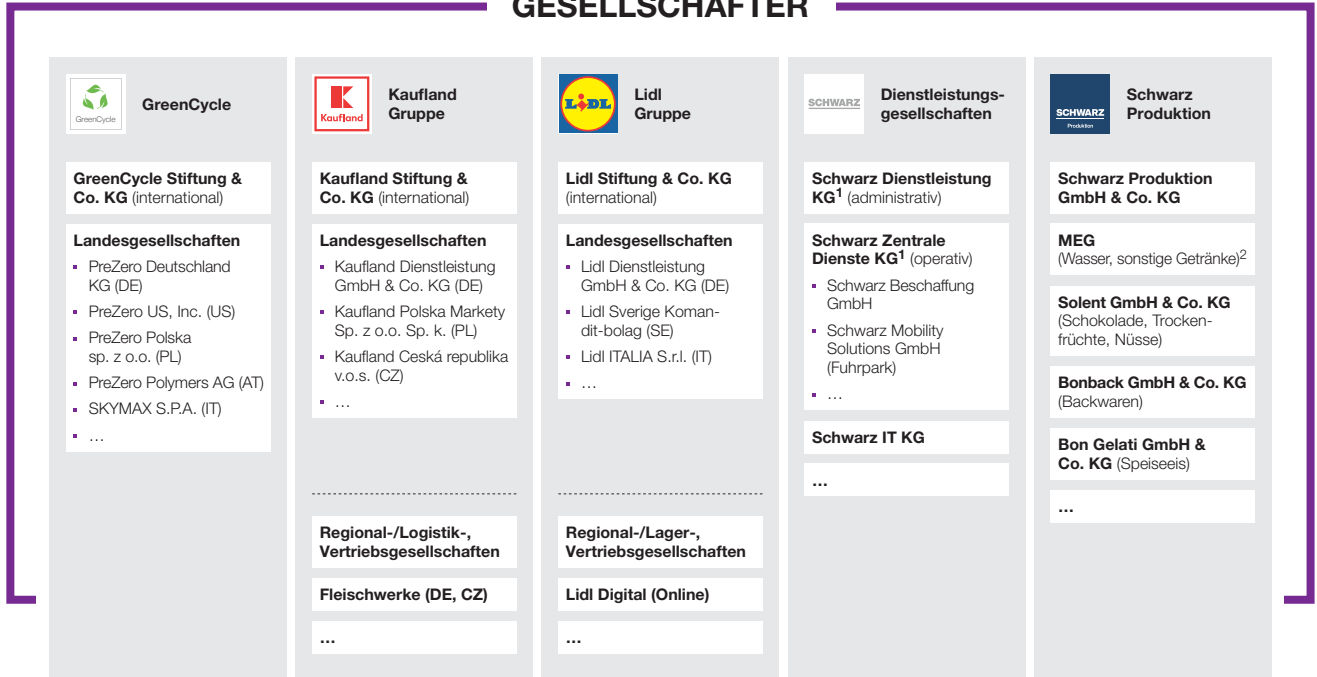 GESELLSCHAFTER
GreenCycle
GreenCycle
GreenCycle Stiftung &
Co. KG (international)
Landesgesellschaften
▪ PreZero Deutschland
KG (DE)
▪ PreZero US, Inc. (US)
▪ PreZero Polska
sp. z o.o. (PL)
▪ PreZero Polymers AG (AT)
▪ SKYMAX S.P.A. (IT)
▪ …
K
Kaufland
Kaufland
Gruppe
Kaufland Stiftung &
Co. KG (international)
Landesgesellschaften
▪ Kaufland Dienstleistung
GmbH & Co. KG (DE)
▪ Kaufland Polska Markety
Sp. z o.o. Sp. k. (PL)
▪ Kaufland Ceská republika
v.o.s. (CZ)
▪ …
Regional-/Logistik-,
Vertriebsgesellschaften
Fleischwerke (DE, CZ)
…
LIDL
Lidl
Gruppe
Lidl Stiftung & Co. KG
(international)
Landesgesellschaften
▪ Lidl Dienstleistung
GmbH & Co. KG (DE)
▪ Lidl Sverige Koman-
dit-bolag (SE)
▪ Lidl ITALIA S.r.l. (IT)
▪ …
Regional-/Lager-,
Vertriebsgesellschaften
Lidl Digital (Online)
…
SCHWARZ
Dienstleistungs-
gesellschaften
Schwarz Dienstleistung
KG¹ (administrativ)
Schwarz Zentrale
Dienste KG¹ (operativ)
▪ Schwarz Beschaffung
GmbH
▪ Schwarz Mobility
Solutions GmbH
(Fuhrpark)
▪ …
Schwarz IT KG
…
SCHWARZ
Produktion
Schwarz
Produktion
Schwarz Produktion
GmbH & Co. KG
MEG
(Wasser, sonstige Getränke)²
Solent GmbH & Co. KG
(Schokolade, Trocken-
früchte, Nüsse)
Bonback GmbH & Co. KG
(Backwaren)
Bon Gelati GmbH &
Co. KG (Speiseeis)
…